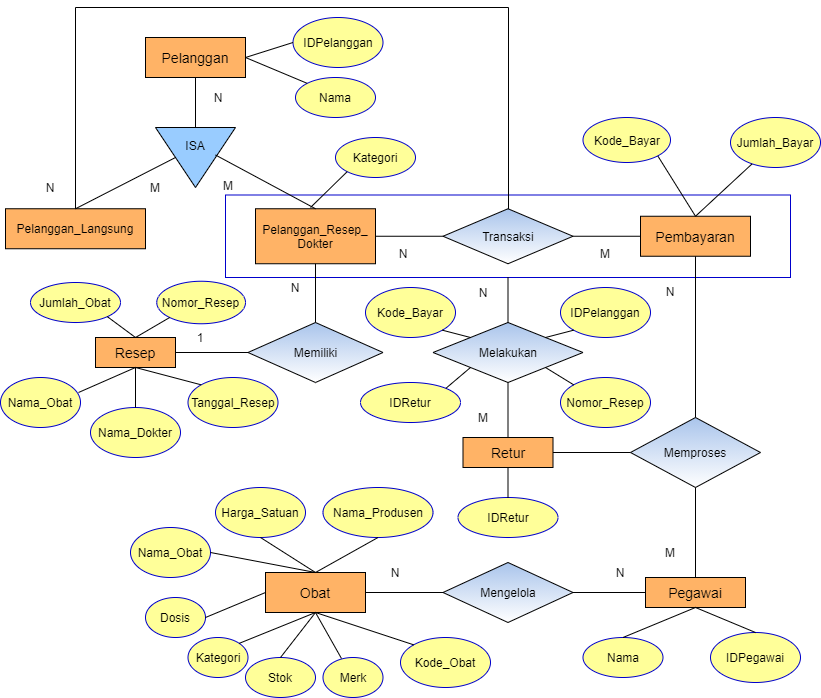 IDPelanggan
Pelanggan
Nama
N
ISA
Kode_Bayar
Jumlah_Bayar
Kategori
N
M
M
Pelanggan_Langsung
Pelanggan_Resep_
Dokter
N
Transaksi
M
Pembayaran
N
N
N
Jumlah_Obat
Nomor_Resep
Kode_Bayar
IDPelanggan
1
Resep
Memiliki
Melakukan
Nama_Obat
Tanggal_Resep
IDRetur
Nomor_Resep
Nama_Dokter
M
Retur
Memproses
Harga_Satuan
Nama_Produsen
IDRetur
Nama_Obat
M
N
N
Obat
Mengelola
Pegawai
Dosis
Kategori
Stok
Merk
Kode_Obat
Nama
IDPegawai